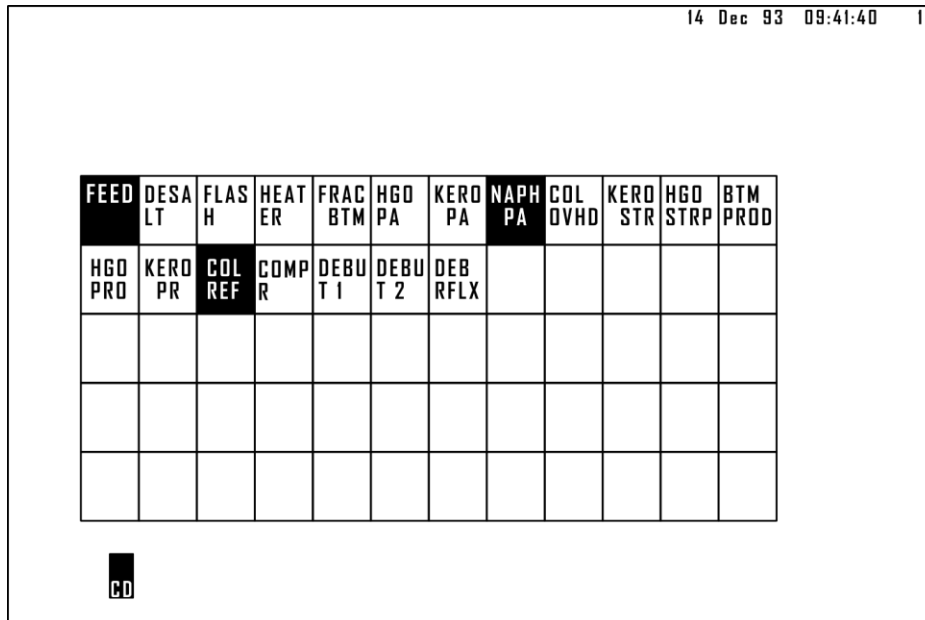 14 Dec 93 09:41:40 1
FEED DESA FLAS HEAT FRAC HGO KERO NAPH COL KERO HGO BTM
LT H ER BTM PA PA PA OVHD STR STRP PROD
HGO KERO COL COMP DEBU DEBU DEB
PRO PR REF R T 1 T 2 RFLX
CD